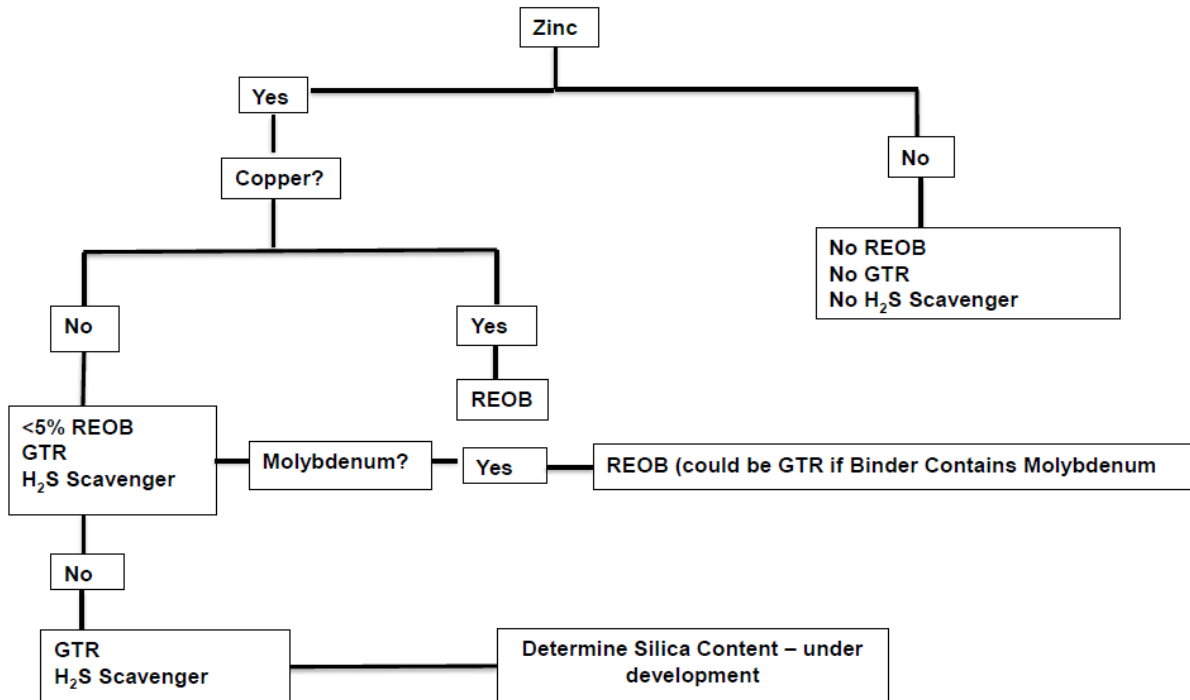 Zinc
Yes
No
Copper?
No REOB
No GTR
No H₂S Scavenger
No
Yes
REOB
<5% REOB
GTR
H₂S Scavenger
Molybdenum?
Yes
REOB (could be GTR if Binder Contains Molybdenum
No
GTR
H₂S Scavenger
Determine Silica Content – under
development